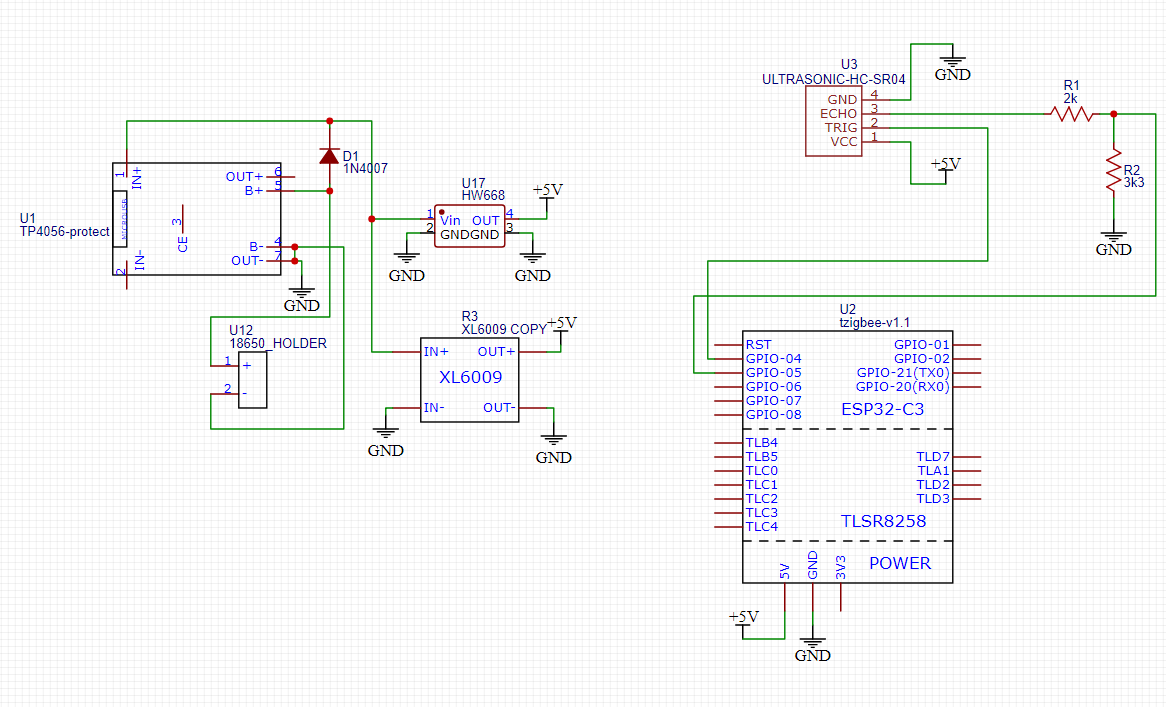 U1
TP4056-protect
1
IN+
MICROUSB
2
IN-
3
CE
OUT+
6
B+
5
B-
4
OUT-
7
GND
D1
1N4007
U12
18650_HOLDER
1
+
2
-
U17
HW668
+5V
1
Vin
OUT
4
2
GND
GND
3
GND
GND
R3
XL6009 COPY
+5V
IN+
OUT+
XL6009
IN-
OUT-
GND
GND
U3
ULTRASONIC-HC-SR04
GND
4
ECHO
3
TRIG
2
VCC
1
GND
+5V
R1
2k
R2
3k3
GND
U2
tzigbee-v1.1
RST
GPIO-04
GPIO-05
GPIO-06
GPIO-07
GPIO-08
GPIO-01
GPIO-02
GPIO-21(TX0)
GPIO-20(RX0)
ESP32-C3
TLB4
TLB5
TLC0
TLC1
TLC2
TLC3
TLC4
TLD7
TLA1
TLD2
TLD3
TLSR8258
5V
GND
3V3
POWER
+5V
GND